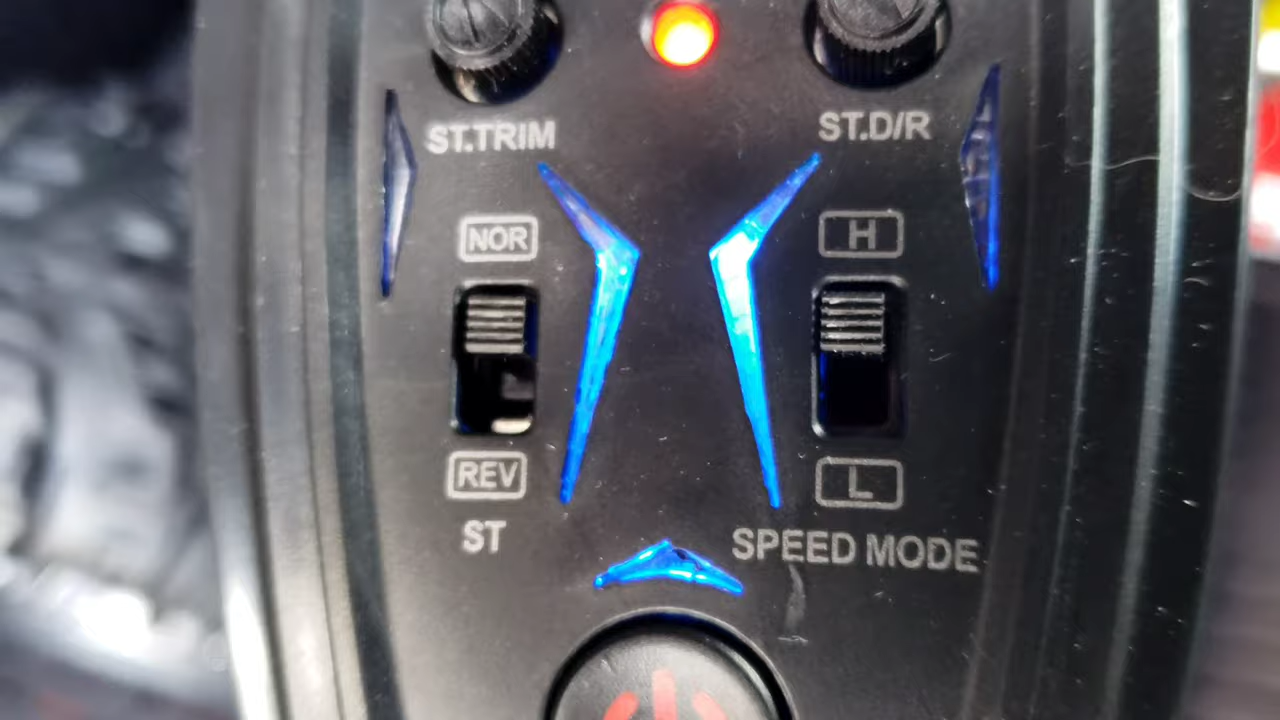 ST.TRIM
ST.D/R
NOR
H
REV
L
ST
SPEED MODE